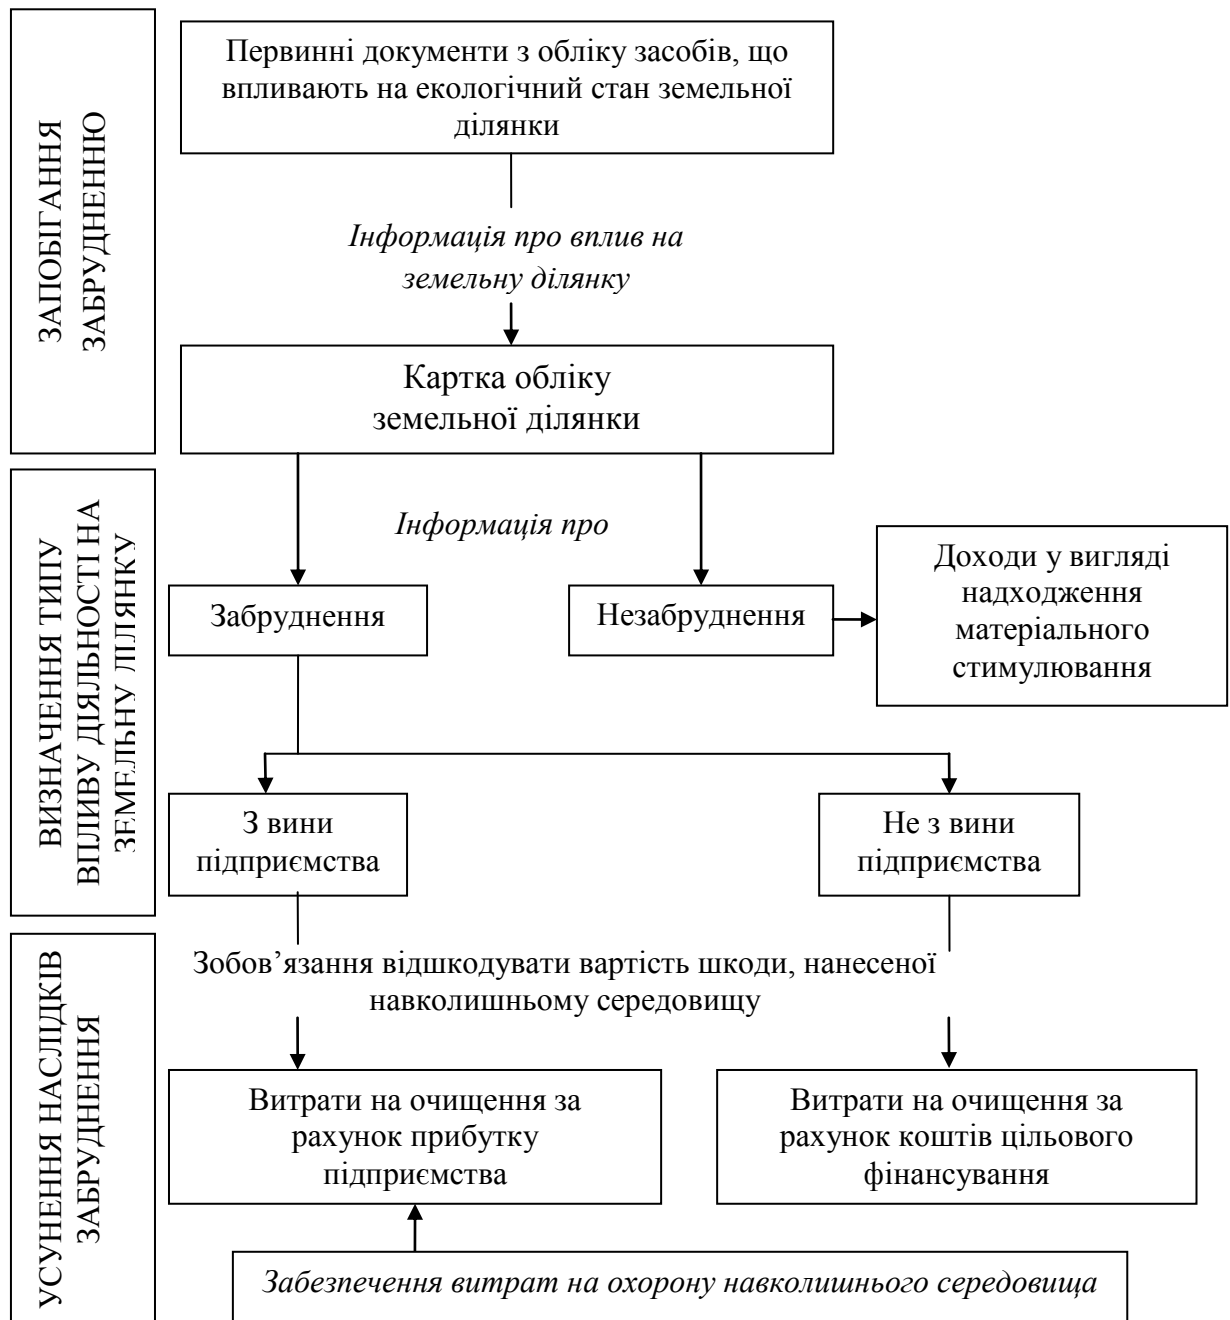 ЗАПОБІГАННЯ
ЗАБРУДНЕННЮ
Первинні документи з обліку засобів, що
впливають на екологічний стан земельної
ділянки
Інформація про вплив на
земельну ділянку
Картка обліку
земельної ділянки
ВИЗНАЧЕННЯ ТИПУ
ВПЛИВУ ДІЯЛЬНОСТІ НА
ЗЕМЕЛЬНУ ДІЛЯНКУ
Інформація про
Забруднення
Незабруднення
Доходи у вигляді
надходження
матеріального
стимулювання
З вини
підприємства
Не з вини
підприємства
УСУНЕННЯ НАСЛІДКІВ
ЗАБРУДНЕННЯ
Зобов’язання відшкодувати вартість шкоди, нанесеної
навколишньому середовищу
Витрати на очищення за
рахунок прибутку
підприємства
Витрати на очищення за
рахунок коштів цільового
фінансування
Забезпечення витрат на охорону навколишнього середовища